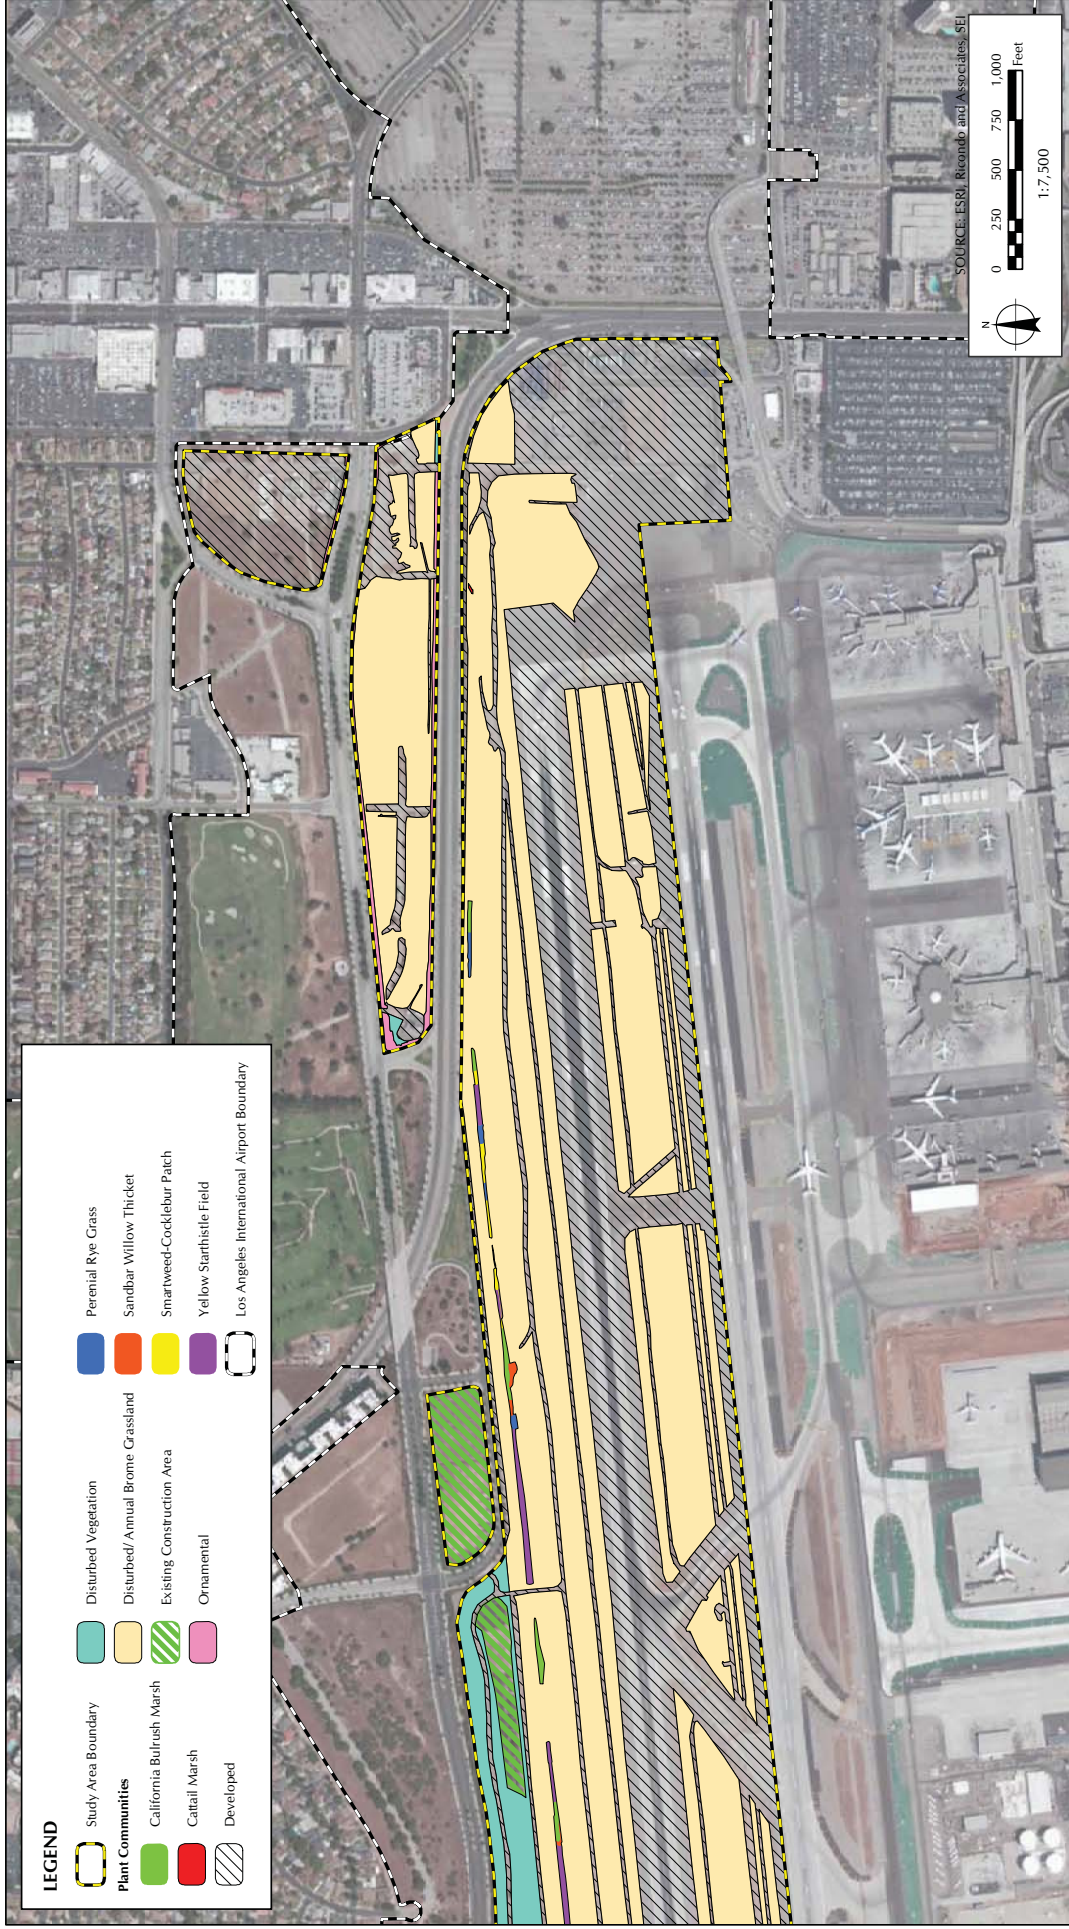 LEGEND
Study Area Boundary
Plant Communities
California Bulrush Marsh
Cattail Marsh
Developed
Disturbed Vegetation
Disturbed/ Annual Brome Grassland
Existing Construction Area
Ornamental
Perenial Rye Grass
Sandbar Willow Thicket
Smartweed-Cocklebur Patch
Yellow Starthistle Field
Los Angeles International Airport Boundary
SOURCE: ESRI, Ricondo and Associates, SEI
N
0 250 500 750 1,000
Feet
1:7,500